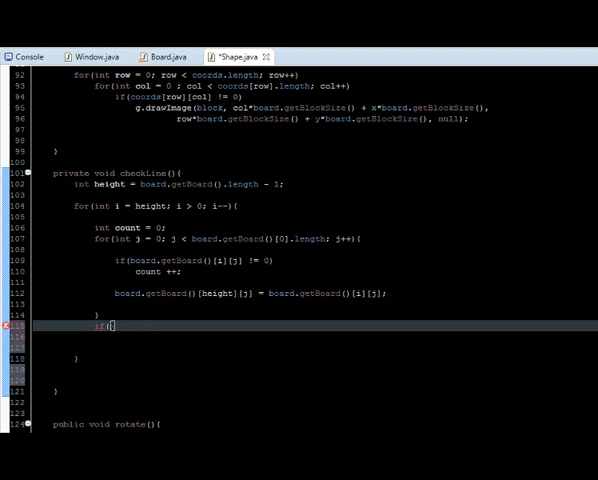 Console Window.java Board.java *Shape.java
92 for(int row = 0; row < coords.length; row++)
93 for(int col = 0 ; col < coords[row].length; col++)
94 if(coords[row][col] != 0)
95 g.drawImage(block, col*board.getBlockSize() + x*board.getBlockSize(),
96 row*board.getBlockSize() + y*board.getBlockSize(), null);
97
98
99 }
100
101 private void checkLine(){
102 int height = board.getBoard().length - 1;
103
104 for(int i = height; i > 0; i--){
105
106 int count = 0;
107 for(int j = 0; j < board.getBoard()[0].length; j++){
108
109 if(board.getBoard()[i][j] != 0)
110 count ++;
111
112 board.getBoard()[height][j] = board.getBoard()[i][j];
113
114 }
115 if()
116
117
118 }
119
120
121 }
122
123
124 public void rotate(){